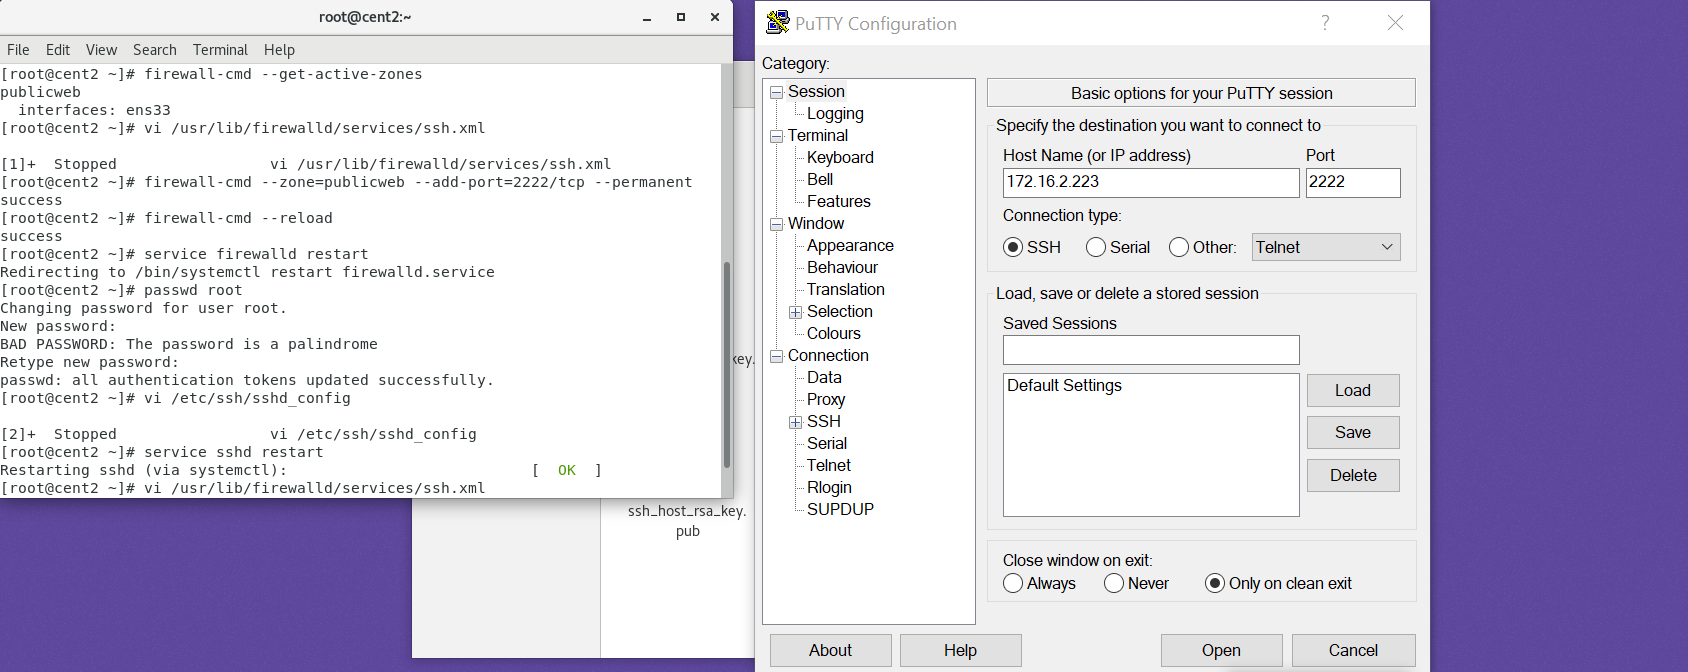 root@cent2:~
File Edit View Search Terminal Help
[root@cent2 ~]# firewall-cmd --get-active-zones
publicweb
  interfaces: ens33
[root@cent2 ~]# vi /usr/lib/firewalld/services/ssh.xml
[1]+  Stopped                 vi /usr/lib/firewalld/services/ssh.xml
[root@cent2 ~]# firewall-cmd --zone=publicweb --add-port=2222/tcp --permanent
success
[root@cent2 ~]# firewall-cmd --reload
success
[root@cent2 ~]# service firewalld restart
Redirecting to /bin/systemctl restart firewalld.service
[root@cent2 ~]# passwd root
Changing password for user root.
New password:
BAD PASSWORD: The password is a palindrome
Retype new password:
passwd: all authentication tokens updated successfully.
[root@cent2 ~]# vi /etc/ssh/sshd_config
[2]+  Stopped                 vi /etc/ssh/sshd_config
[root@cent2 ~]# service sshd restart
Restarting sshd (via systemctl):                           [  OK  ]
[root@cent2 ~]# vi /usr/lib/firewalld/services/ssh.xml
key.
ssh_host_rsa_key.
pub
PuTTY Configuration
?
Category:
Session
Logging
Terminal
Keyboard
Bell
Features
Window
Appearance
Behaviour
Translation
Selection
Colours
Connection
Data
Proxy
SSH
Serial
Telnet
Rlogin
SUPDUP
Basic options for your PuTTY session
Specify the destination you want to connect to
Host Name (or IP address) Port
172.16.2.223 2222
Connection type:
SSH Serial Other: Telnet
Load, save or delete a stored session
Saved Sessions
Default Settings
Load
Save
Delete
Close window on exit:
Always Never Only on clean exit
About Help Open Cancel